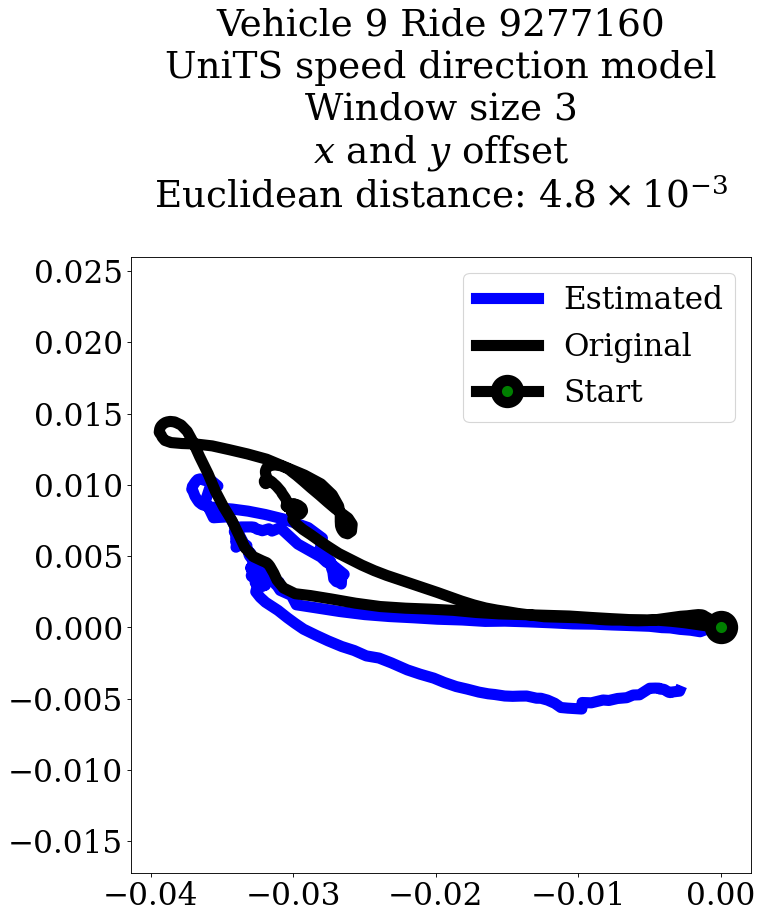 Vehicle 9 Ride 9277160
UniTS speed direction model
Window size 3
x and y offset
Euclidean distance: 4.8 × 10⁻³
Estimated
Original
Start
0.025
0.020
0.015
0.010
0.005
0.000
−0.005
−0.010
−0.015
−0.04 −0.03 −0.02 −0.01 0.00